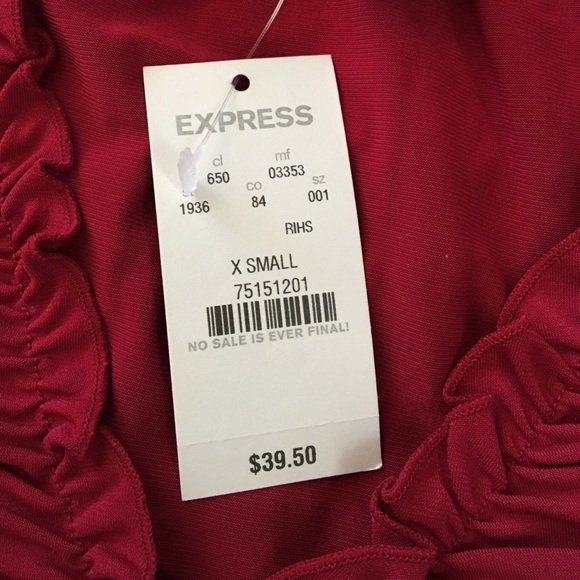 EXPRESS
cl mf
650 03353
co sz
1936 84 001
RIHS
X SMALL
75151201
NO SALE IS EVER FINAL!
$39.50